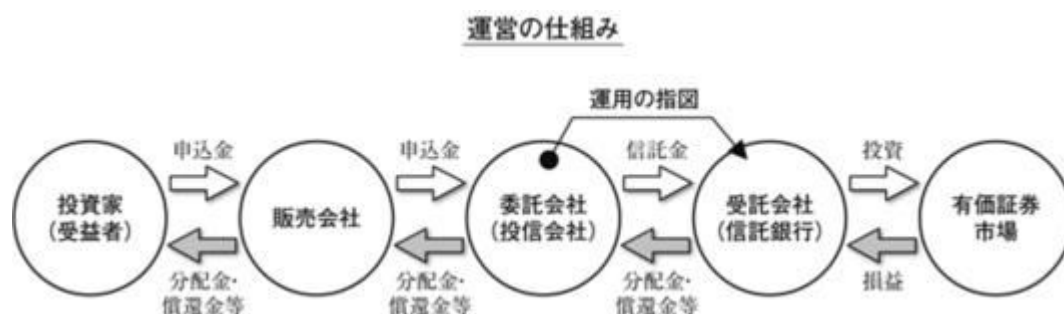 運営の仕組み
運用の指図
申込金
申込金
信託金
投資
投資家
(受益者)
販売会社
委託会社
(投信会社)
受託会社
(信託銀行)
有価証券
市場
分配金・
償還金等
分配金・
償還金等
分配金・
償還金等
損益